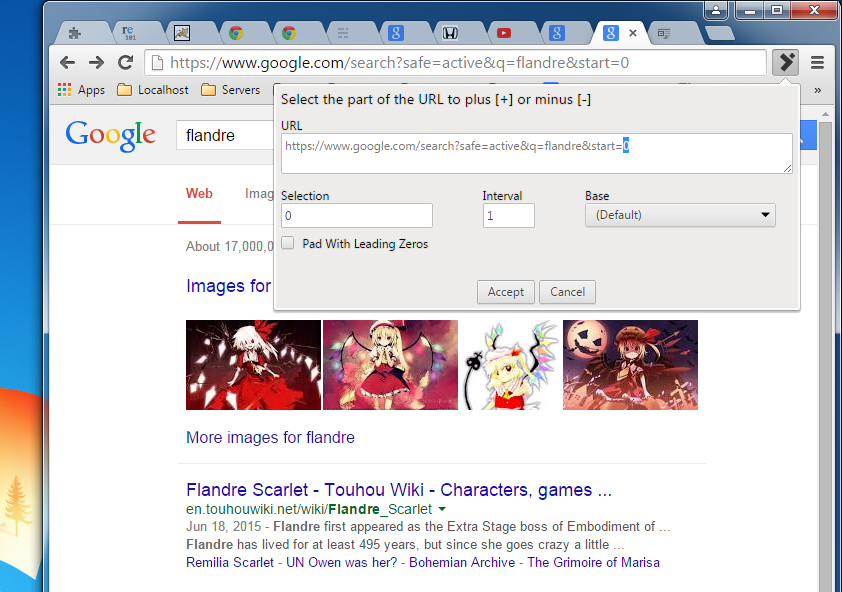 re
101
https://www.google.com/search?safe=active&q=flandre&start=0
Apps
Localhost
Servers
»
Select the part of the URL to plus [+] or minus [-]
URL
https://www.google.com/search?safe=active&q=flandre&start=0
Selection
Interval
Base
0
1
(Default)
Pad With Leading Zeros
Accept
Cancel
Google
flandre
Web
Imag
About 17,000,0
Images for
More images for flandre
Flandre Scarlet - Touhou Wiki - Characters, games ...
en.touhouwiki.net/wiki/Flandre_Scarlet
Jun 18, 2015 - Flandre first appeared as the Extra Stage boss of Embodiment of ...
Flandre has lived for at least 495 years, but since she goes crazy a little ...
Remilia Scarlet - UN Owen was her? - Bohemian Archive - The Grimoire of Marisa